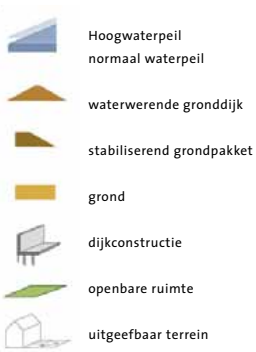 Hoogwaterpeil
normaal waterpeil
waterwerende gronddijk
stabiliserend grondpakket
grond
dijkconstructie
openbare ruimte
uitgeefbaar terrein